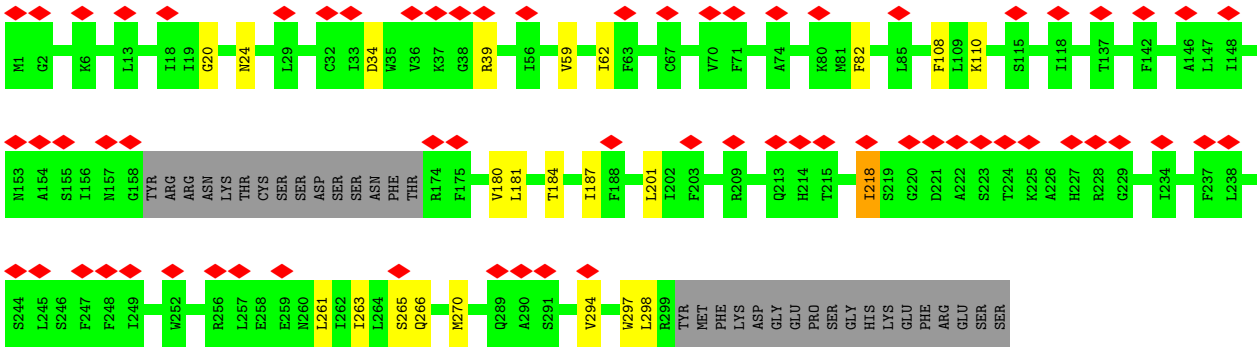 M1 G2 K6 L13 I18 I19 G20 N24 L29 C32 I33 D34 W35 V36 K37 G38 R39 I56 V59 I62 F63 C67 V70 F71 A74 K80 M81 F82 L85 F108 L109 K110 S115 I118 T137 F142 A146 L147 I148
N153 A154 S155 I156 N157 G158 TYR ARG ARG ASN LYS THR CYS SER SER ASP SER SER ASN PHE THR R174 F175 V180 L181 T184 I187 F188 L201 I202 F203 R209 Q213 H214 T215 I218 S219 G220 D221 A222 S223 T224 K225 A226 H227 R228 G229 I234 F237 L238
S244 L245 S246 F247 F248 I249 W252 R256 L257 E258 E259 N260 L261 I262 I263 L264 S265 Q266 M270 Q289 A290 S291 V294 W297 L298 R299 TYR MET PHE LYS ASP GLY GLU PRO SER GLY HIS LYS GLU PHE ARG GLU SER SER